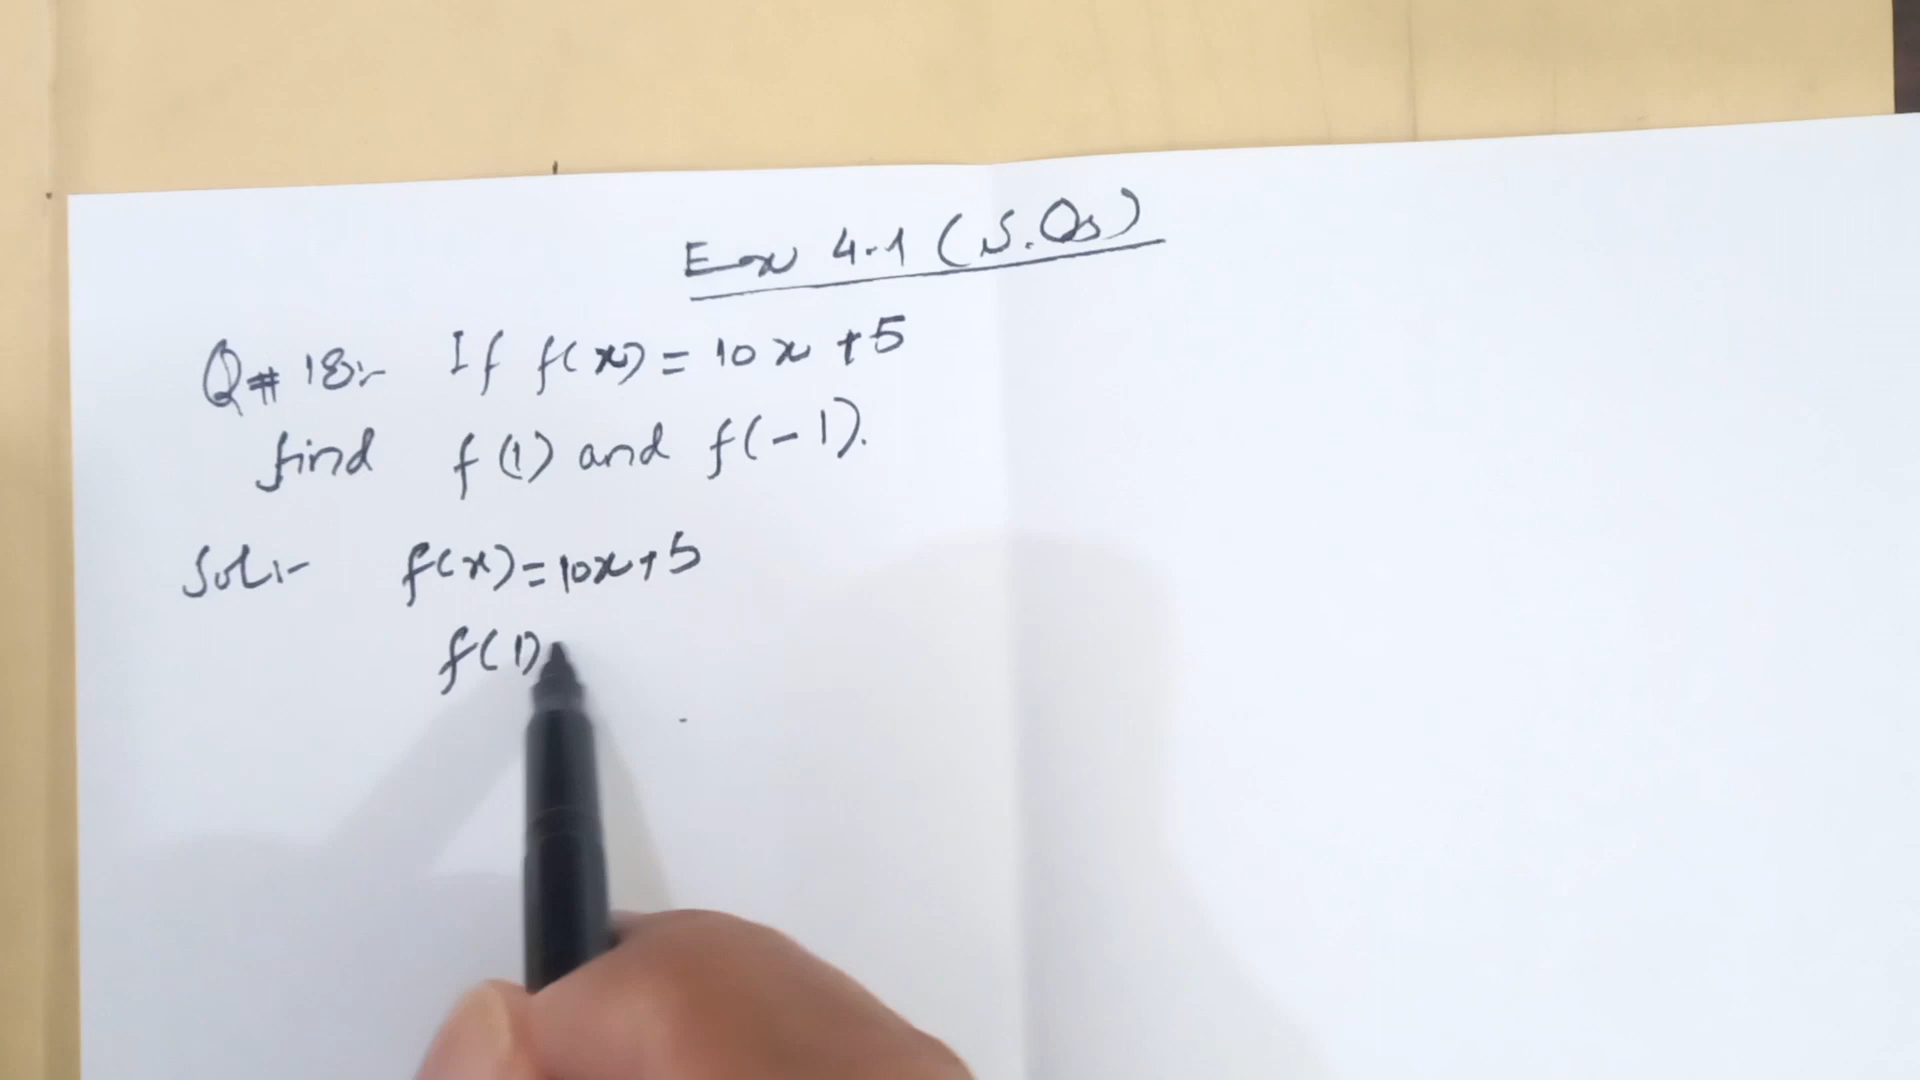 Ex 4.1 (S.Qs)
Q#18:- If f(x) = 10x + 5
find f(1) and f(-1).
Sol:- f(x) = 10x + 5
f(1)